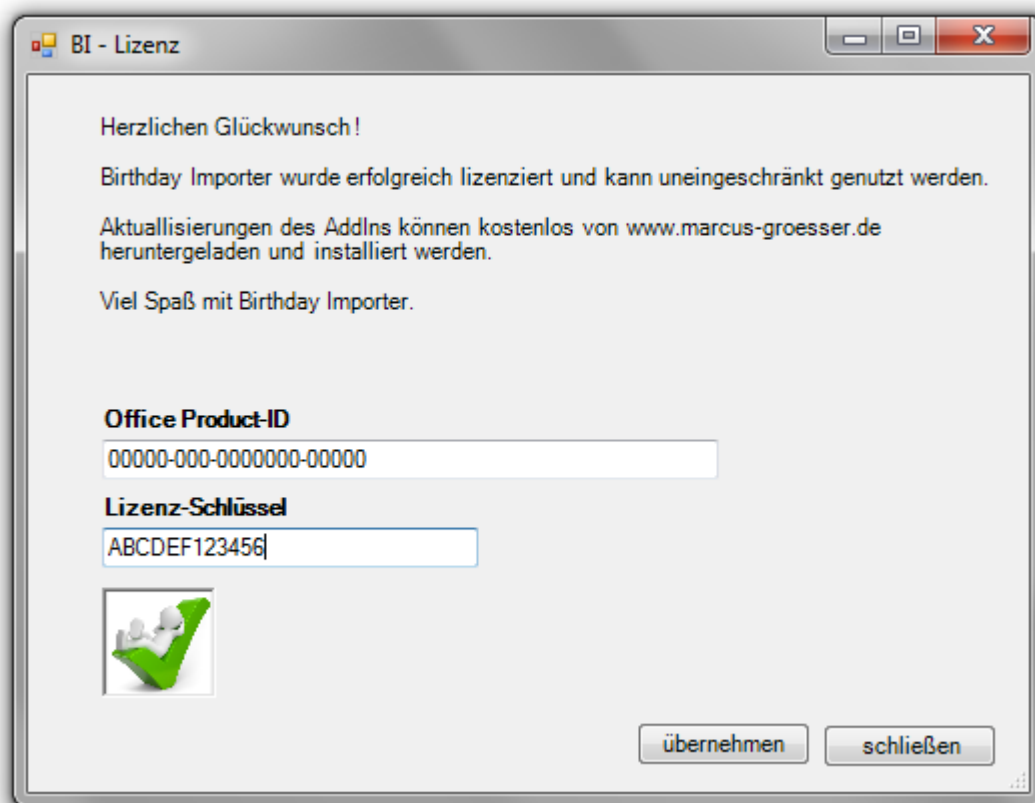 BI - Lizenz
Herzlichen Glückwunsch!
Birthday Importer wurde erfolgreich lizenziert und kann uneingeschränkt genutzt werden.
Aktuallisierungen des AddIns können kostenlos von www.marcus-groesser.de
heruntergeladen und installiert werden.
Viel Spaß mit Birthday Importer.
Office Product-ID
00000-000-0000000-00000
Lizenz-Schlüssel
ABCDEF123456
übernehmen schließen